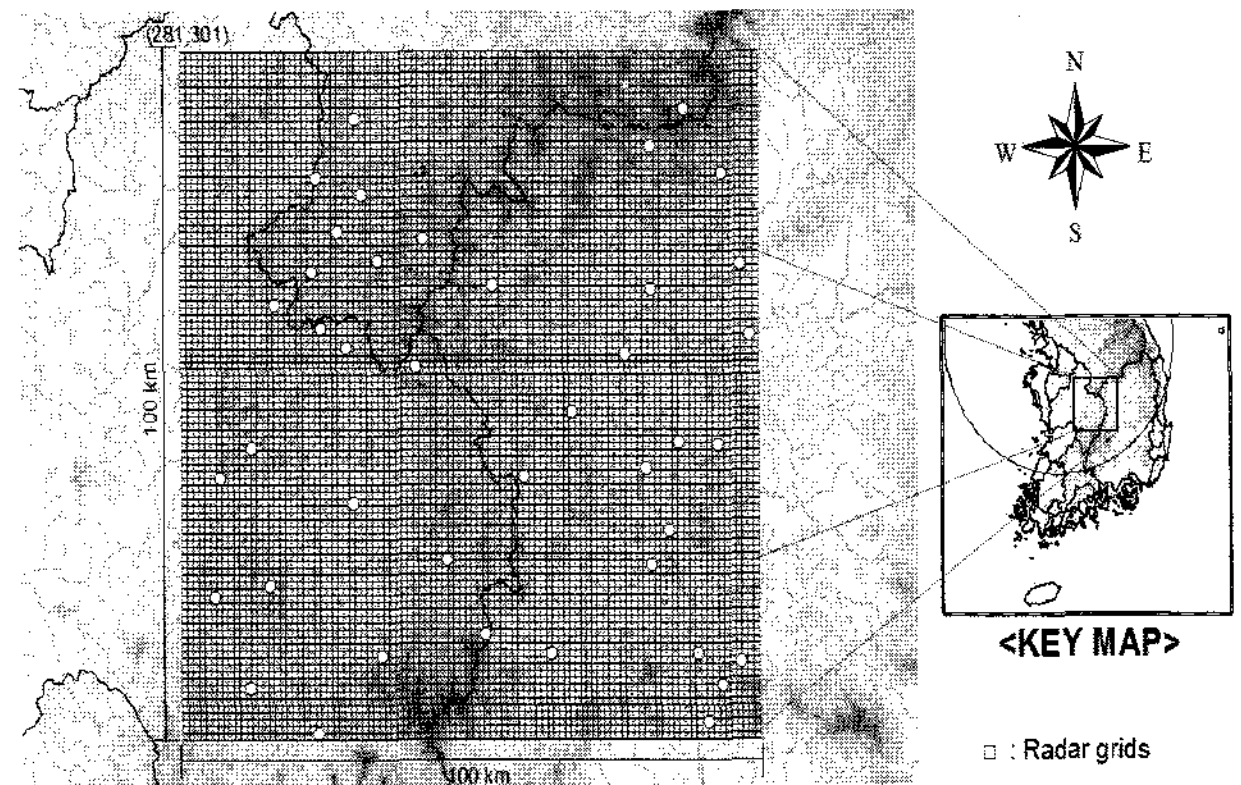 (281,301)
N
W
E
S
100 km
<KEY MAP>
□ : Radar grids
100 km